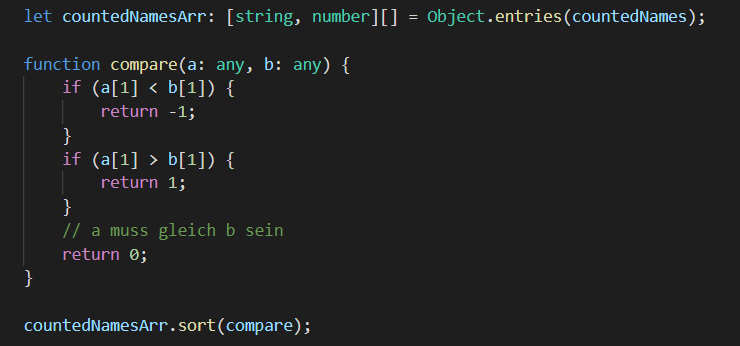 let countedNamesArr: [string, number][] = Object.entries(countedNames);
function compare(a: any, b: any) {
if (a[1] < b[1]) {
return -1;
}
if (a[1] > b[1]) {
return 1;
}
// a muss gleich b sein
return 0;
}
countedNamesArr.sort(compare);